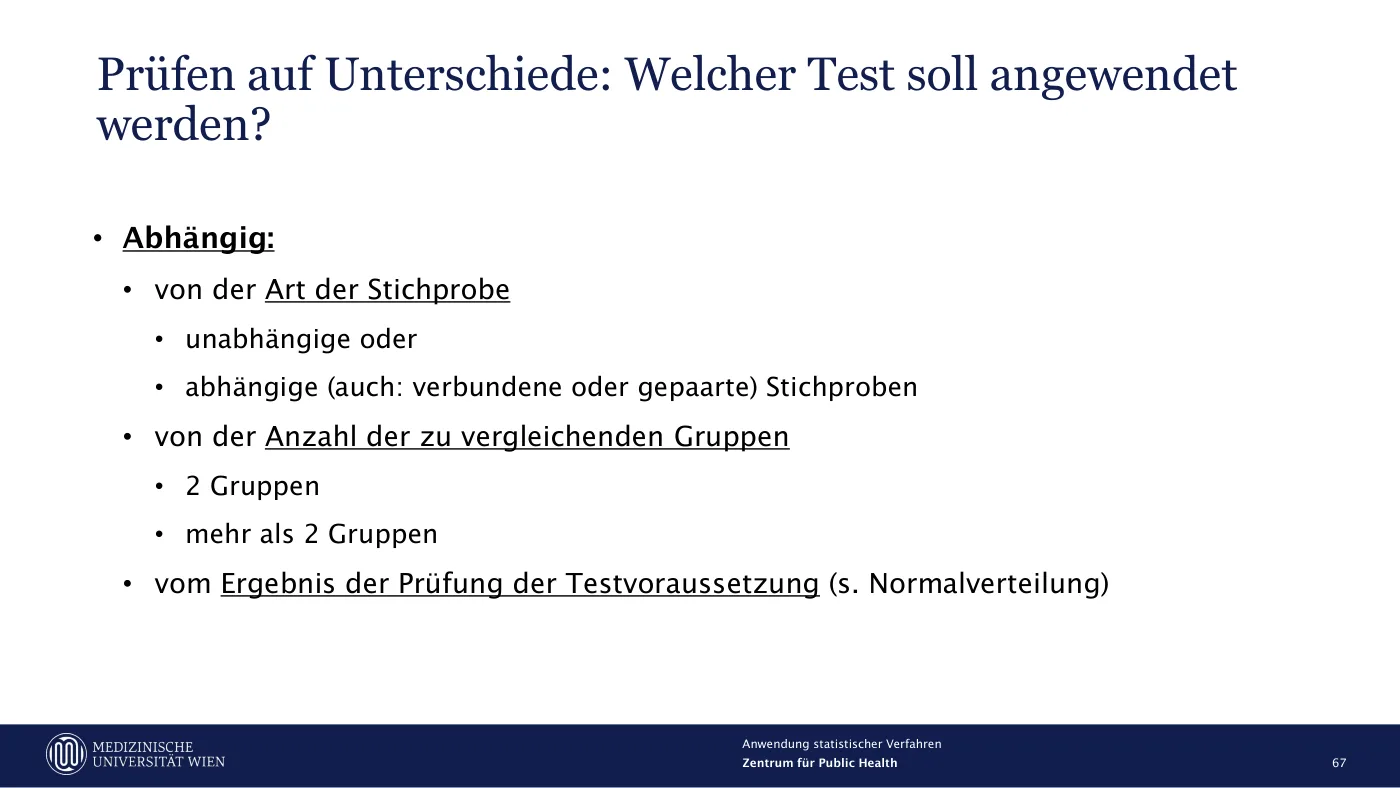 Prüfen auf Unterschiede: Welcher Test soll angewendet
werden?
• Abhängig:
• von der Art der Stichprobe
• unabhängige oder
• abhängige (auch: verbundene oder gepaarte) Stichproben
• von der Anzahl der zu vergleichenden Gruppen
• 2 Gruppen
• mehr als 2 Gruppen
• vom Ergebnis der Prüfung der Testvoraussetzung (s. Normalverteilung)
MEDIZINISCHE
UNIVERSITÄT WIEN
Anwendung statistischer Verfahren
Zentrum für Public Health
67